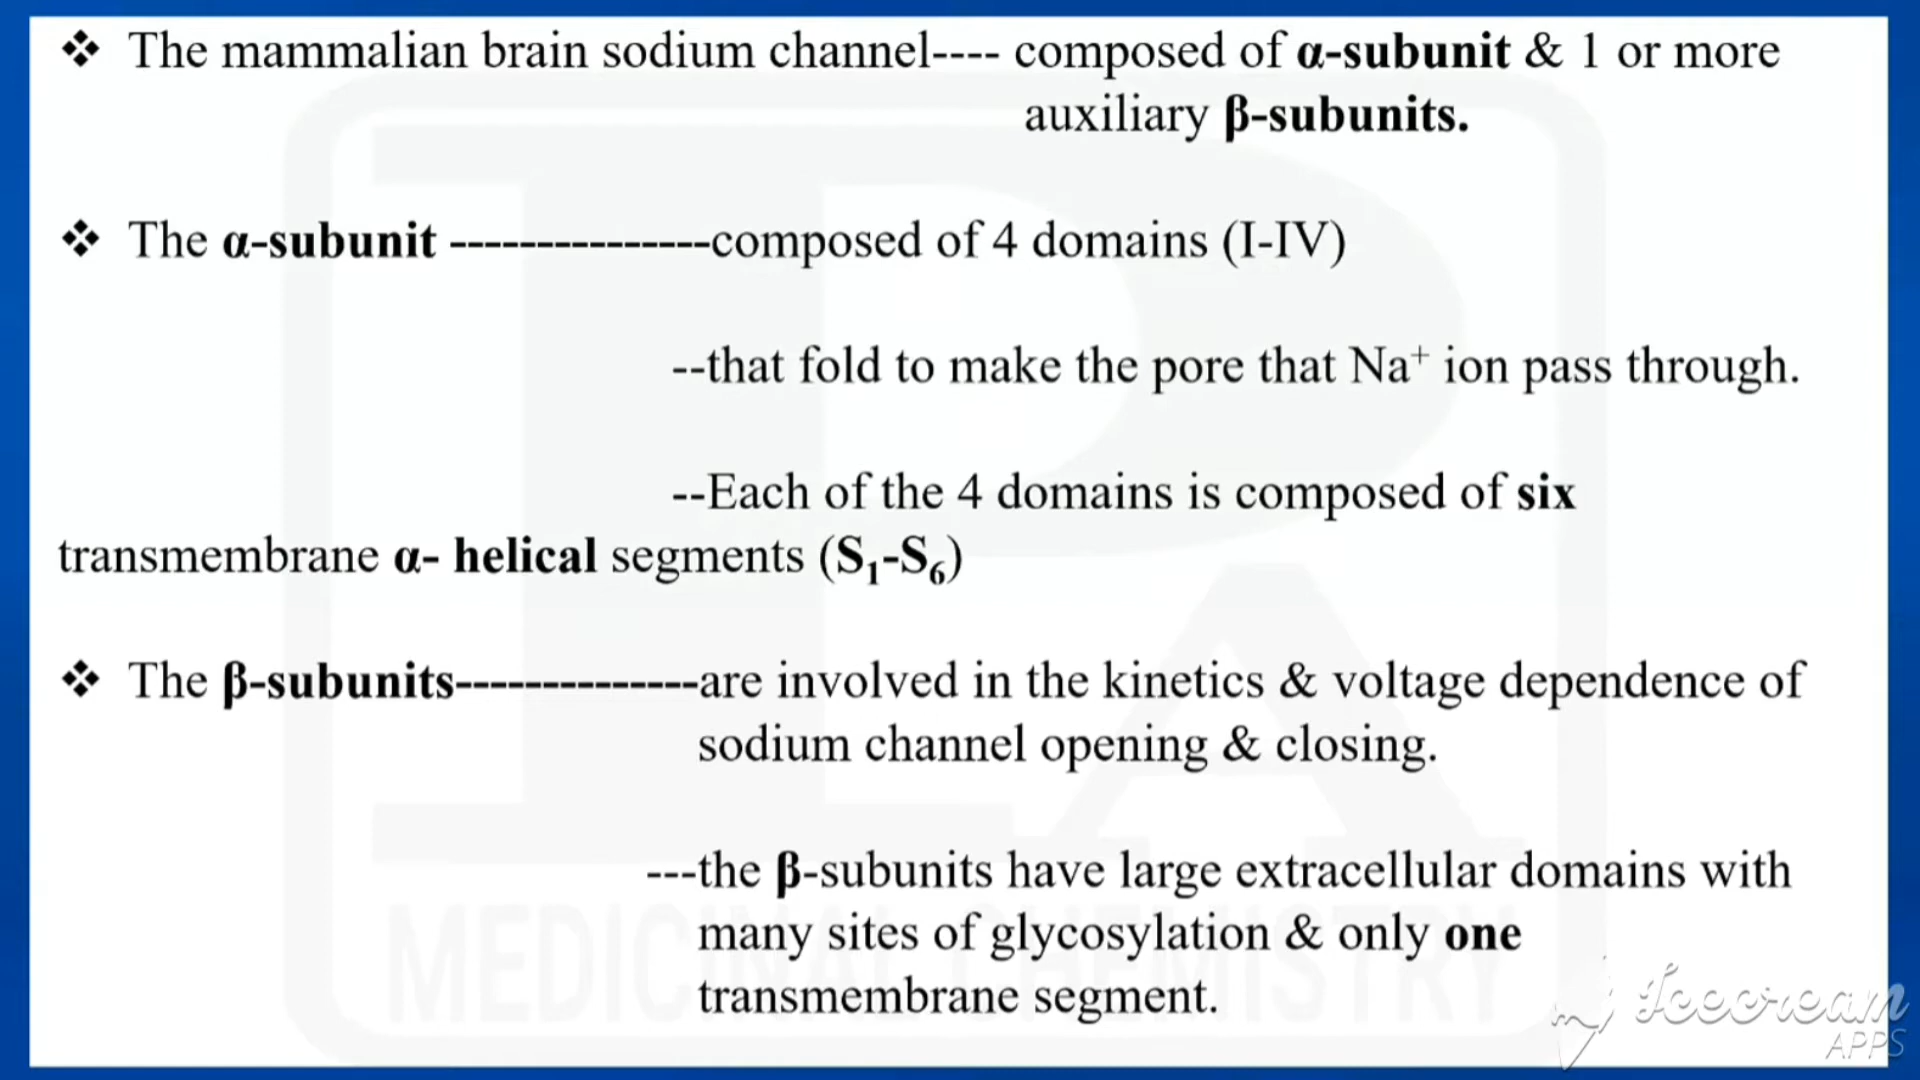 ❖ The mammalian brain sodium channel---- composed of α-subunit & 1 or more
auxiliary β-subunits.
❖ The α-subunit ---------------composed of 4 domains (I-IV)
--that fold to make the pore that Na⁺ ion pass through.
--Each of the 4 domains is composed of six
transmembrane α- helical segments (S₁-S₆)
❖ The β-subunits--------------are involved in the kinetics & voltage dependence of
sodium channel opening & closing.
---the β-subunits have large extracellular domains with
many sites of glycosylation & only one
transmembrane segment.
MEDICINAL CHEMISTRY
Icecream
APPS